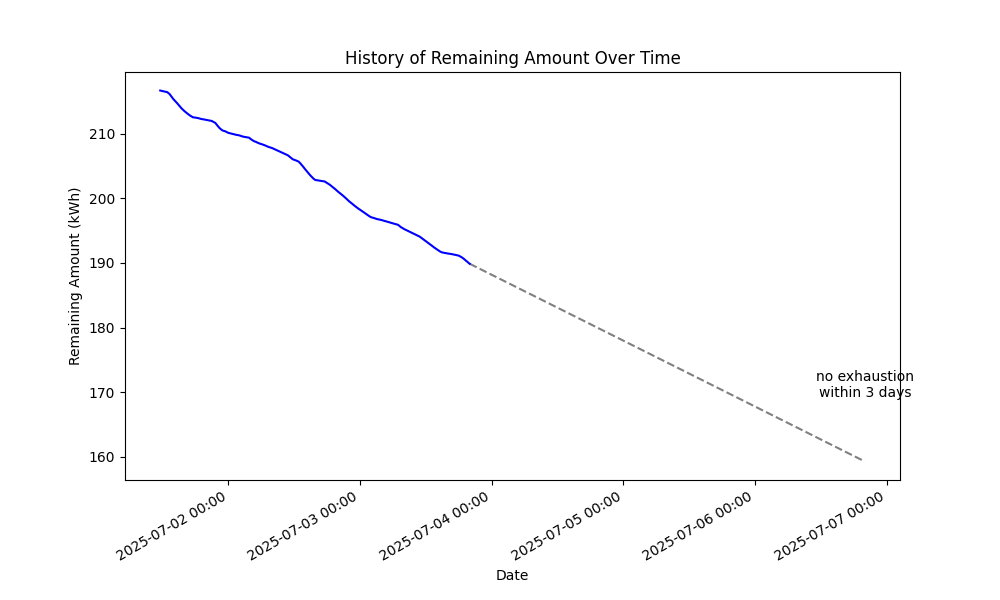 History of Remaining Amount Over Time
Remaining Amount (kWh)
210
200
190
180
170
160
no exhaustion
within 3 days
2025-07-02 00:00
2025-07-03 00:00
2025-07-04 00:00
2025-07-05 00:00
2025-07-06 00:00
2025-07-07 00:00
Date